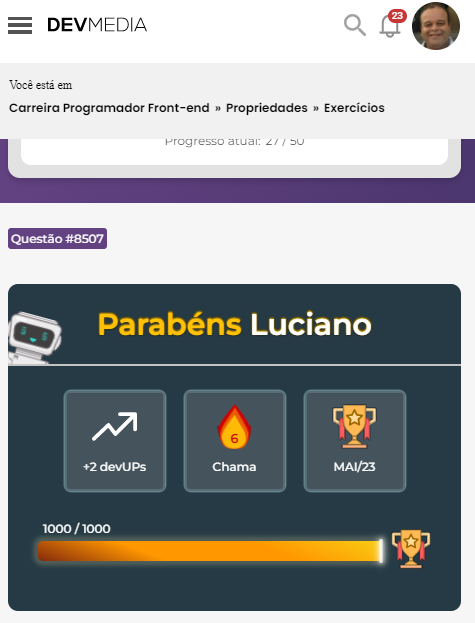 DEVMEDIA
23
Você está em
Carreira Programador Front-end » Propriedades » Exercícios
Progresso atual: 27 / 50
Questão #8507
Parabéns Luciano
6
+2 devUPs
Chama
MAI/23
1000 / 1000